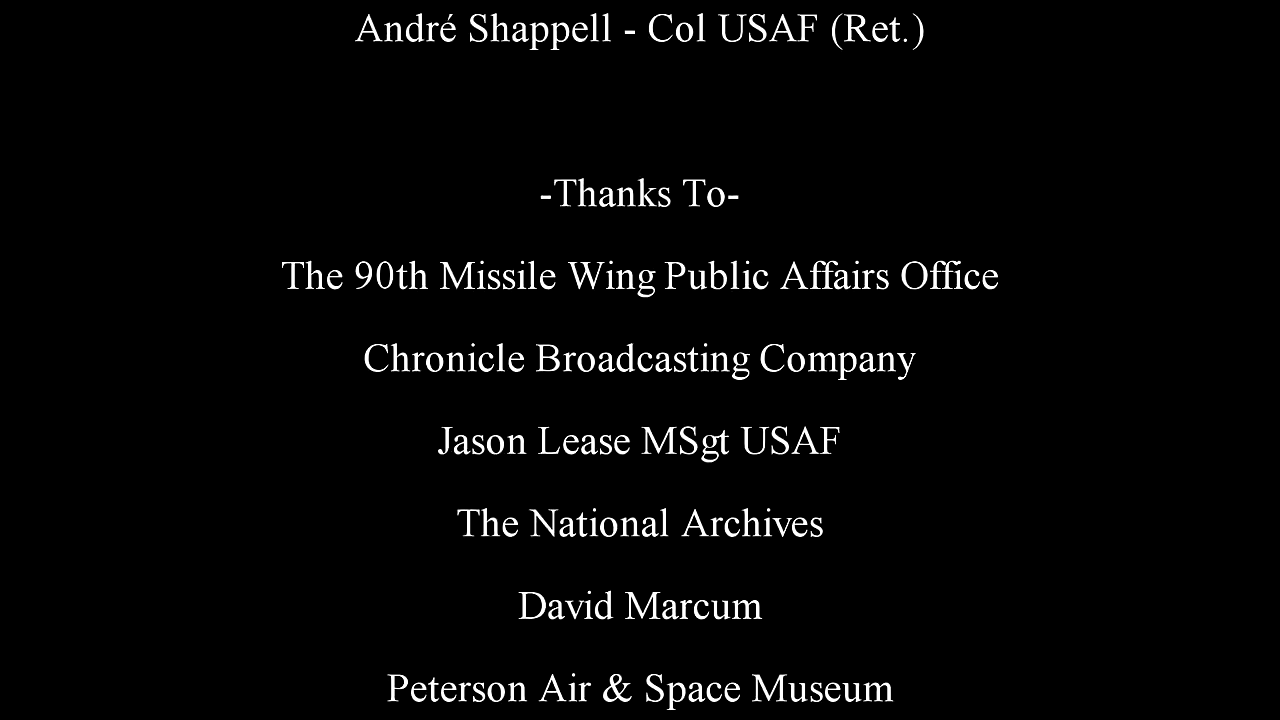 André Shappell - Col USAF (Ret.)
-Thanks To-
The 90th Missile Wing Public Affairs Office
Chronicle Broadcasting Company
Jason Lease MSgt USAF
The National Archives
David Marcum
Peterson Air & Space Museum